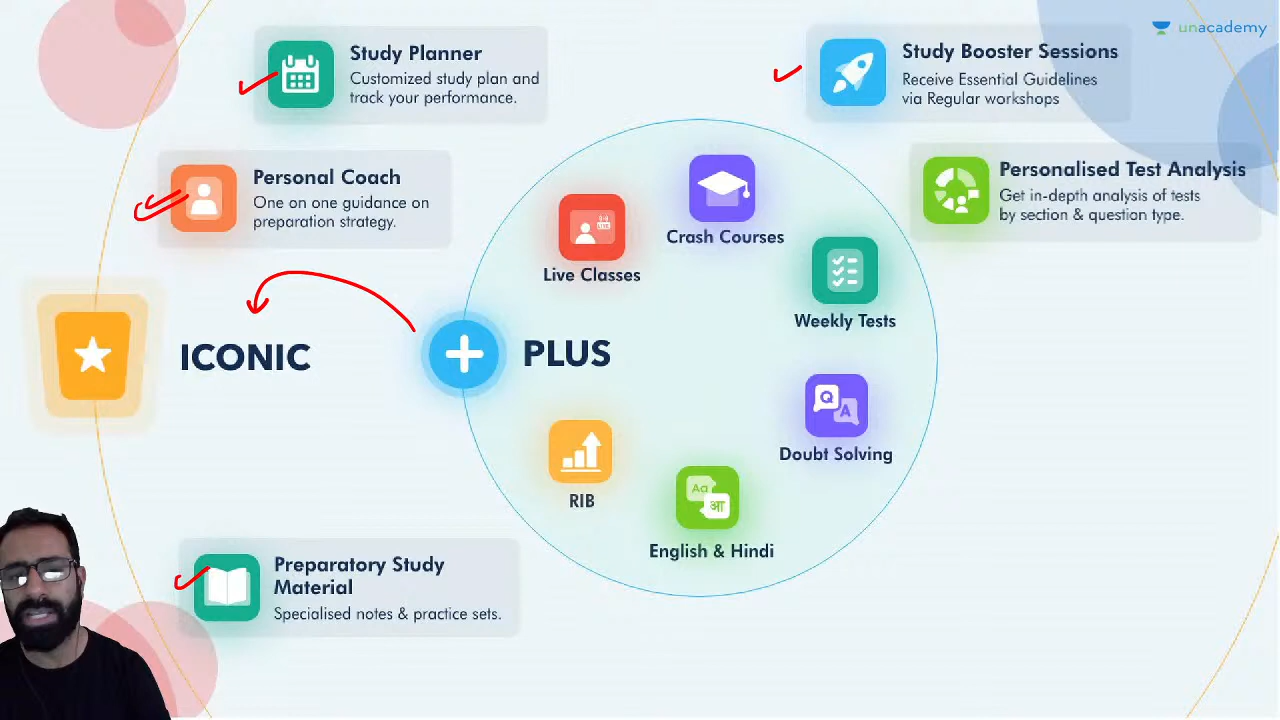 unacademy
Study Planner
Customized study plan and
track your performance.
Study Booster Sessions
Receive Essential Guidelines
via Regular workshops
Personal Coach
One on one guidance on
preparation strategy.
Personalised Test Analysis
Get in-depth analysis of tests
by section & question type.
Crash Courses
Live Classes
Weekly Tests
ICONIC
PLUS
Q
A
Doubt Solving
RIB
Aa
आ
English & Hindi
Preparatory Study
Material
Specialised notes & practice sets.